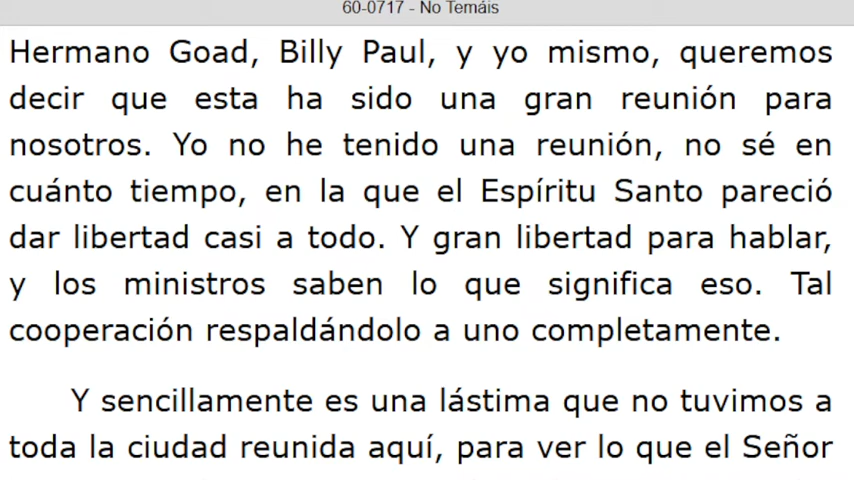 60-0717 - No Temáis
Hermano Goad, Billy Paul, y yo mismo, queremos
decir que esta ha sido una gran reunión para
nosotros. Yo no he tenido una reunión, no sé en
cuánto tiempo, en la que el Espíritu Santo pareció
dar libertad casi a todo. Y gran libertad para hablar,
y los ministros saben lo que significa eso. Tal
cooperación respaldándolo a uno completamente.
Y sencillamente es una lástima que no tuvimos a
toda la ciudad reunida aquí, para ver lo que el Señor